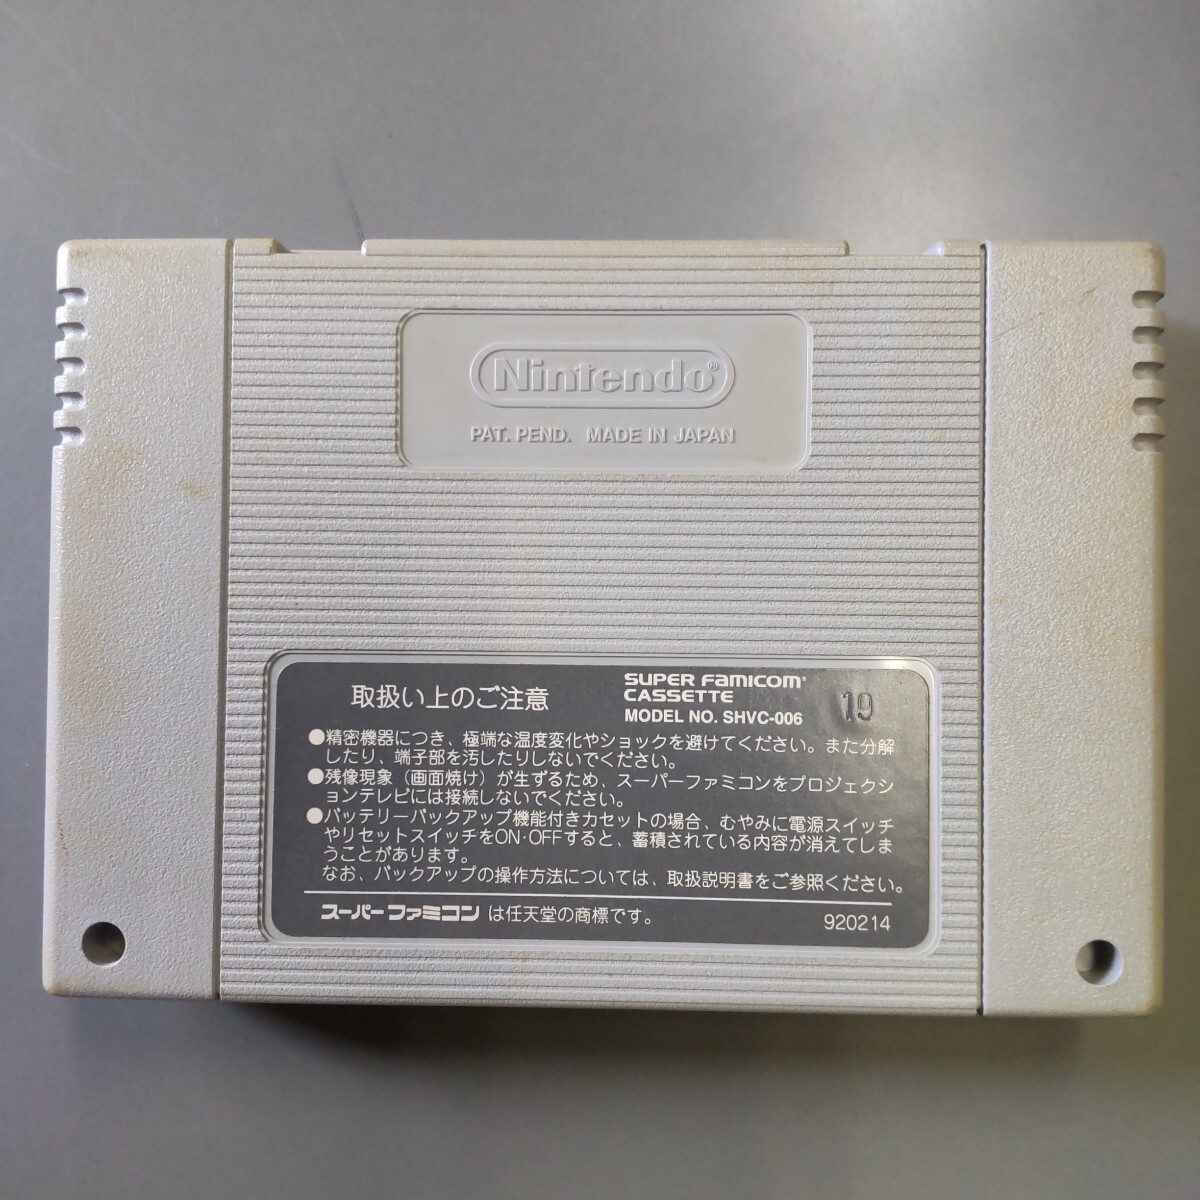 Nintendo®
PAT. PEND. MADE IN JAPAN
取扱い上のご注意
SUPER FAMICOM®
CASSETTE
MODEL NO. SHVC-006
19
●精密機器につき、極端な温度変化やショックを避けてください。また分解
したり、端子部を汚したりしないでください。
●残像現象（画面焼け）が生ずるため、スーパーファミコンをプロジェクシ
ョンテレビには接続しないでください。
●バッテリーバックアップ機能付きカセットの場合、むやみに電源スイッチ
やリセットスイッチをON･OFFすると、蓄積されている内容が消えてしま
うことがあります。
なお、バックアップの操作方法については、取扱説明書をご参照ください。
スーパーファミコン は任天堂の商標です。
920214